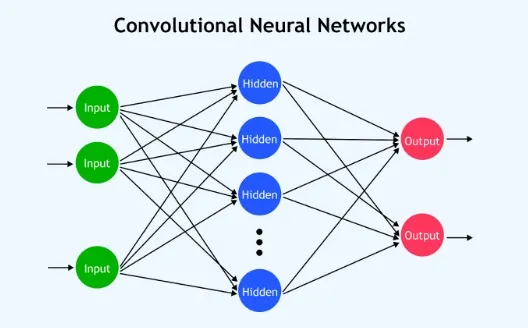 Convolutional Neural Networks
Input
Input
Input
Hidden
Hidden
Hidden
Hidden
Output
Output